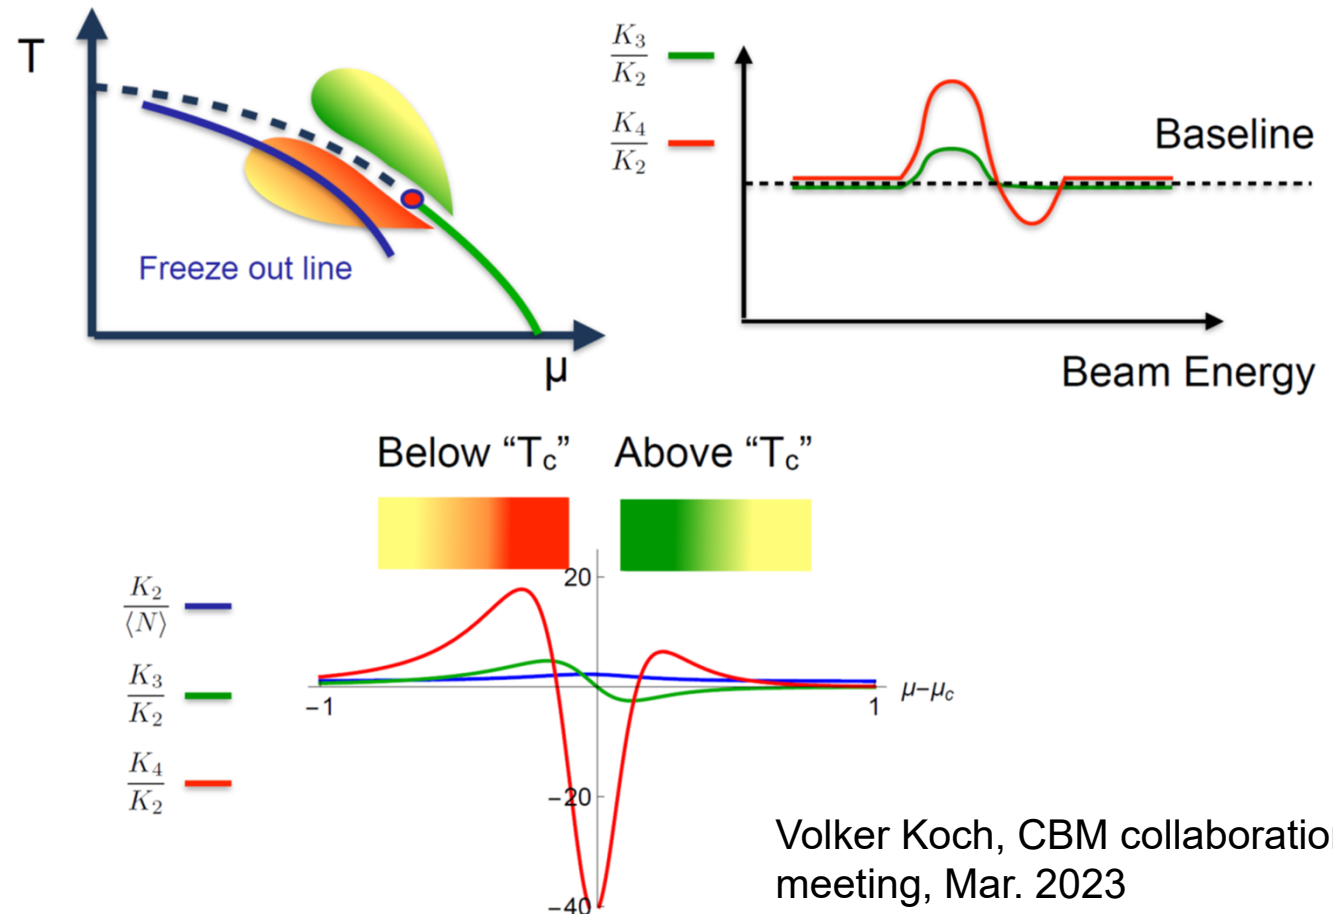 T
Freeze out line
μ
K₃/K₂
K₄/K₂
Baseline
Beam Energy
Below “Tc”
Above “Tc”
K₂/⟨N⟩
K₃/K₂
K₄/K₂
20
−1
1
μ−μc
−20
−40
Volker Koch, CBM collaboration
meeting, Mar. 2023